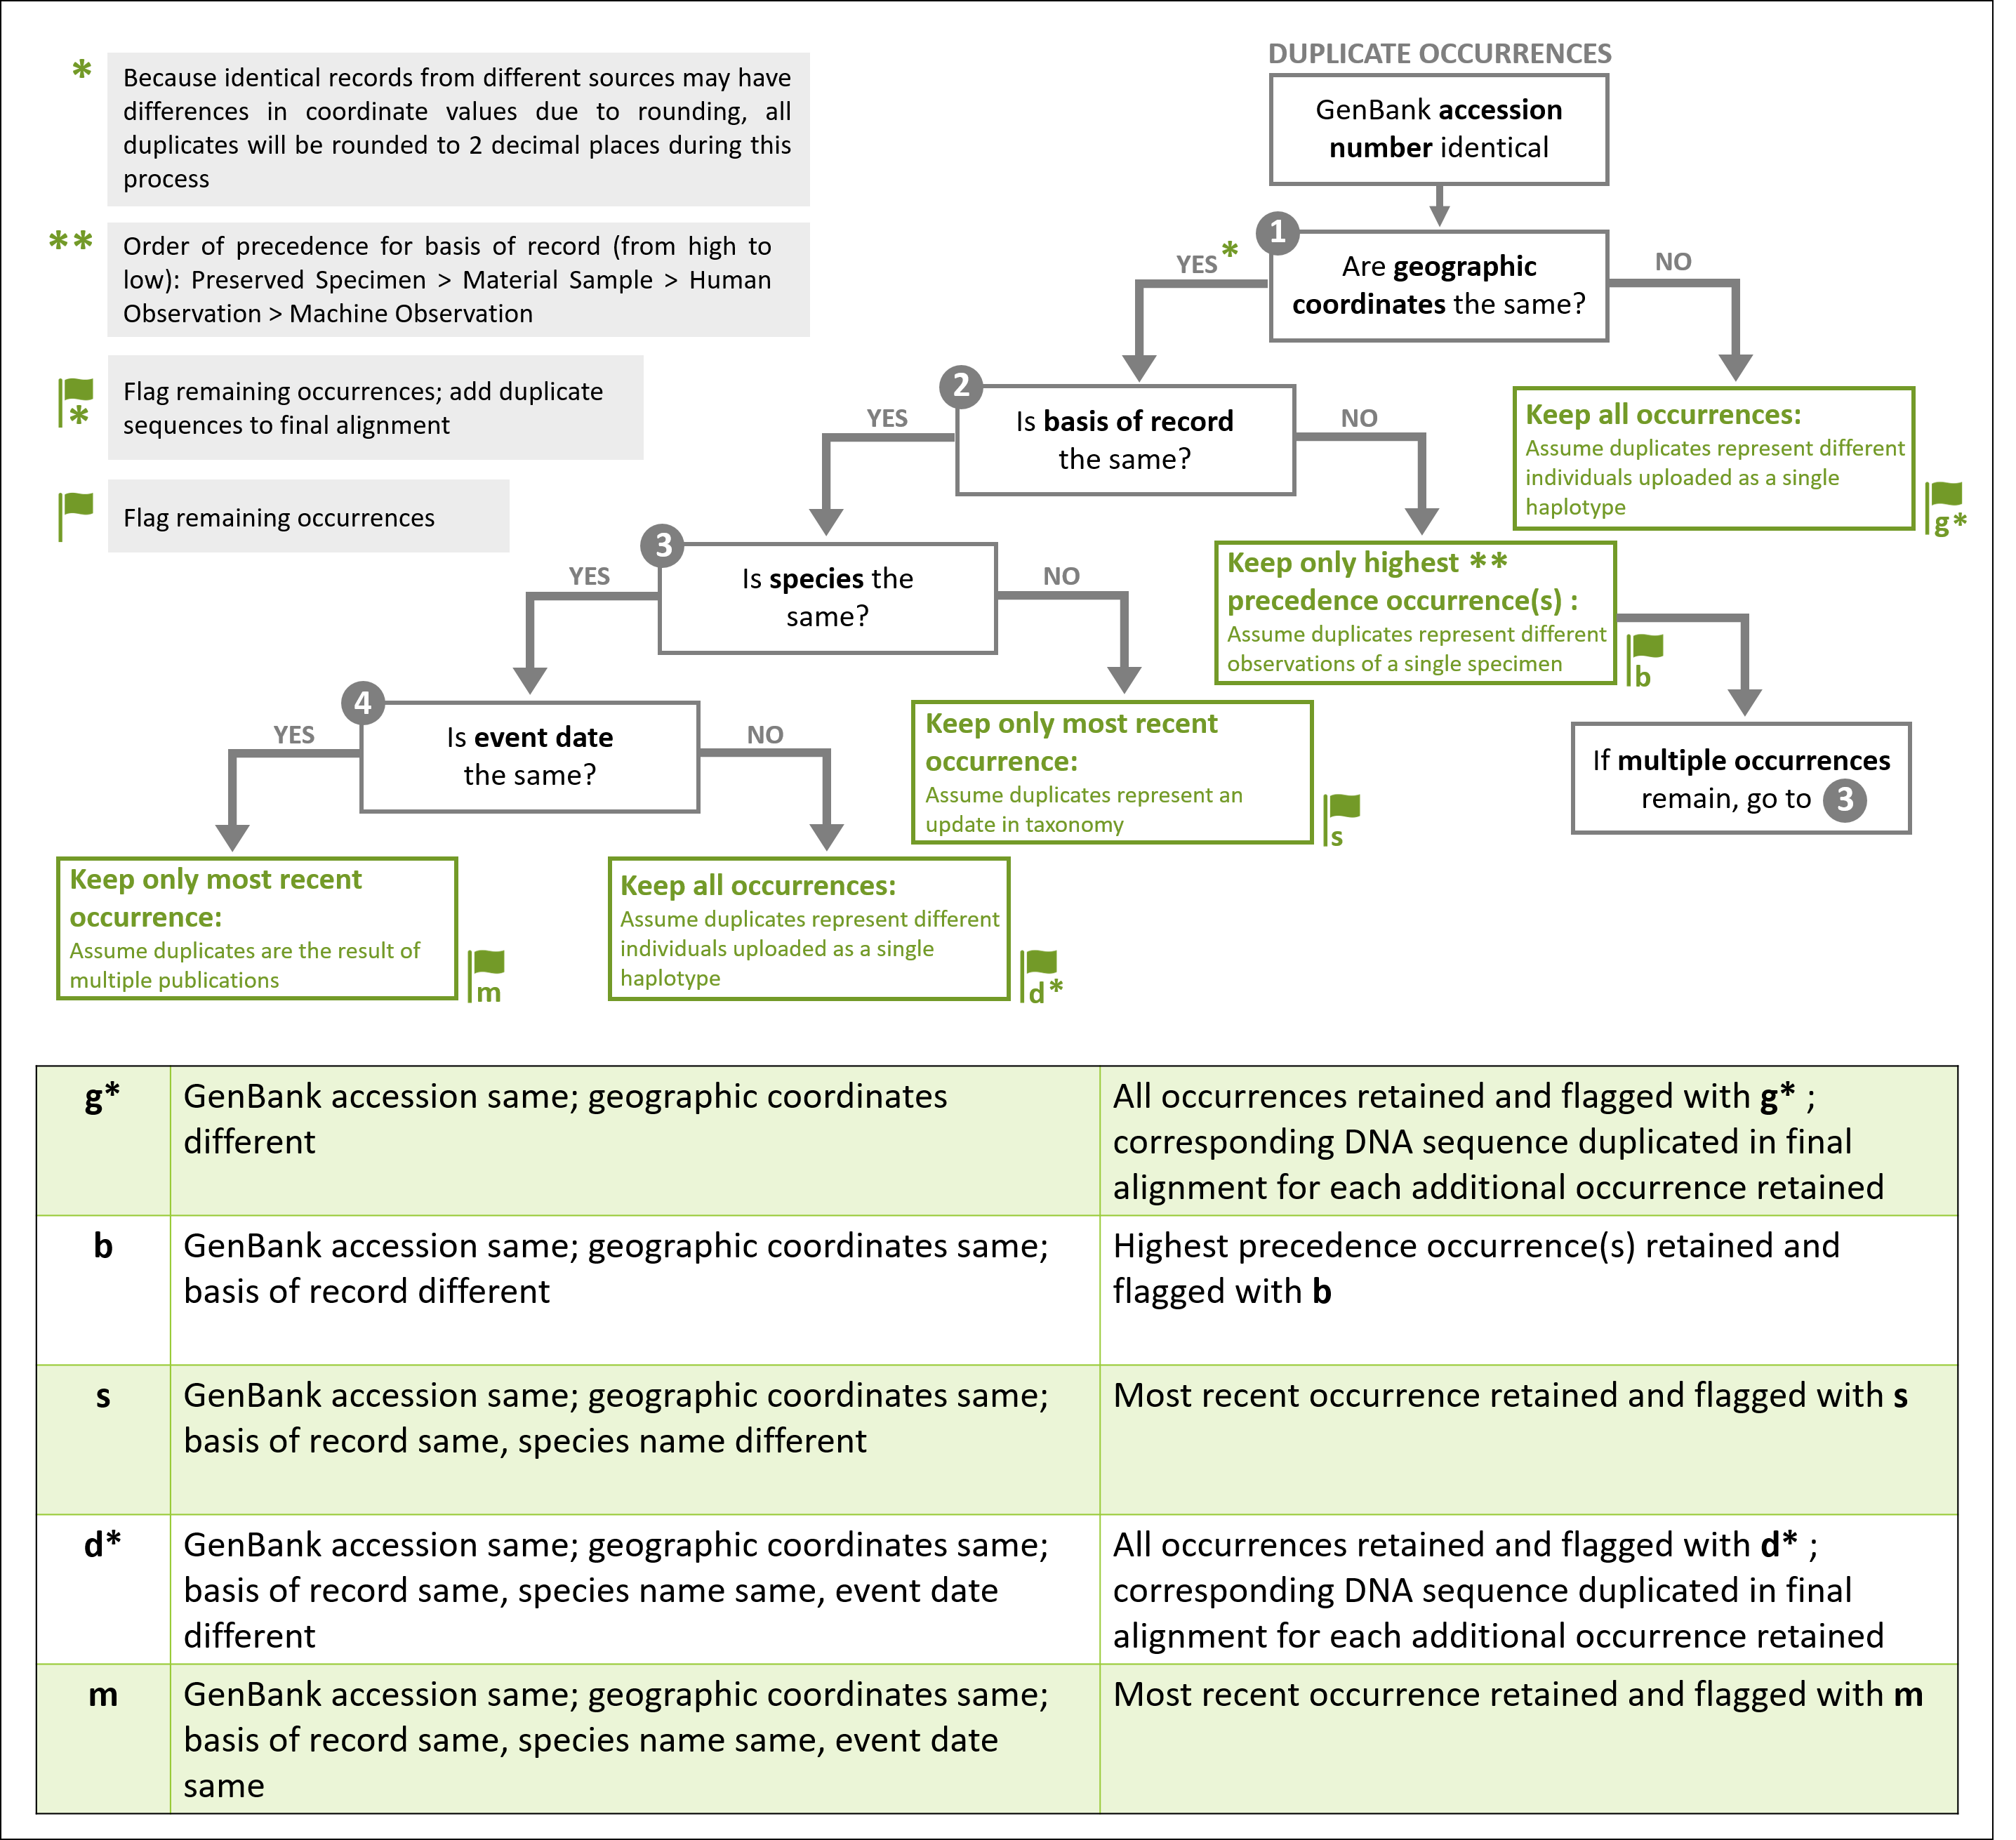 *
Because identical records from different sources may have
differences in coordinate values due to rounding, all
duplicates will be rounded to 2 decimal places during this
process
**
Order of precedence for basis of record (from high to
low): Preserved Specimen > Material Sample > Human
Observation > Machine Observation
*
Flag remaining occurrences; add duplicate
sequences to final alignment
Flag remaining occurrences
DUPLICATE OCCURRENCES
GenBank accession
number identical
1
Are geographic
coordinates the same?
YES*
NO
2
Is basis of record
the same?
YES
NO
Keep all occurrences:
Assume duplicates represent different
individuals uploaded as a single
haplotype
g*
3
Is species the
same?
YES
NO
Keep only highest **
precedence occurrence(s) :
Assume duplicates represent different
observations of a single specimen
b
4
Is event date
the same?
YES
NO
Keep only most recent
occurrence:
Assume duplicates represent an
update in taxonomy
s
If multiple occurrences
remain, go to 3
Keep only most recent
occurrence:
Assume duplicates are the result of
multiple publications
m
Keep all occurrences:
Assume duplicates represent different
individuals uploaded as a single
haplotype
d*
g*
GenBank accession same; geographic coordinates
different
All occurrences retained and flagged with g* ;
corresponding DNA sequence duplicated in final
alignment for each additional occurrence retained
b
GenBank accession same; geographic coordinates same;
basis of record different
Highest precedence occurrence(s) retained and
flagged with b
s
GenBank accession same; geographic coordinates same;
basis of record same, species name different
Most recent occurrence retained and flagged with s
d*
GenBank accession same; geographic coordinates same;
basis of record same, species name same, event date
different
All occurrences retained and flagged with d* ;
corresponding DNA sequence duplicated in final
alignment for each additional occurrence retained
m
GenBank accession same; geographic coordinates same;
basis of record same, species name same, event date
same
Most recent occurrence retained and flagged with m